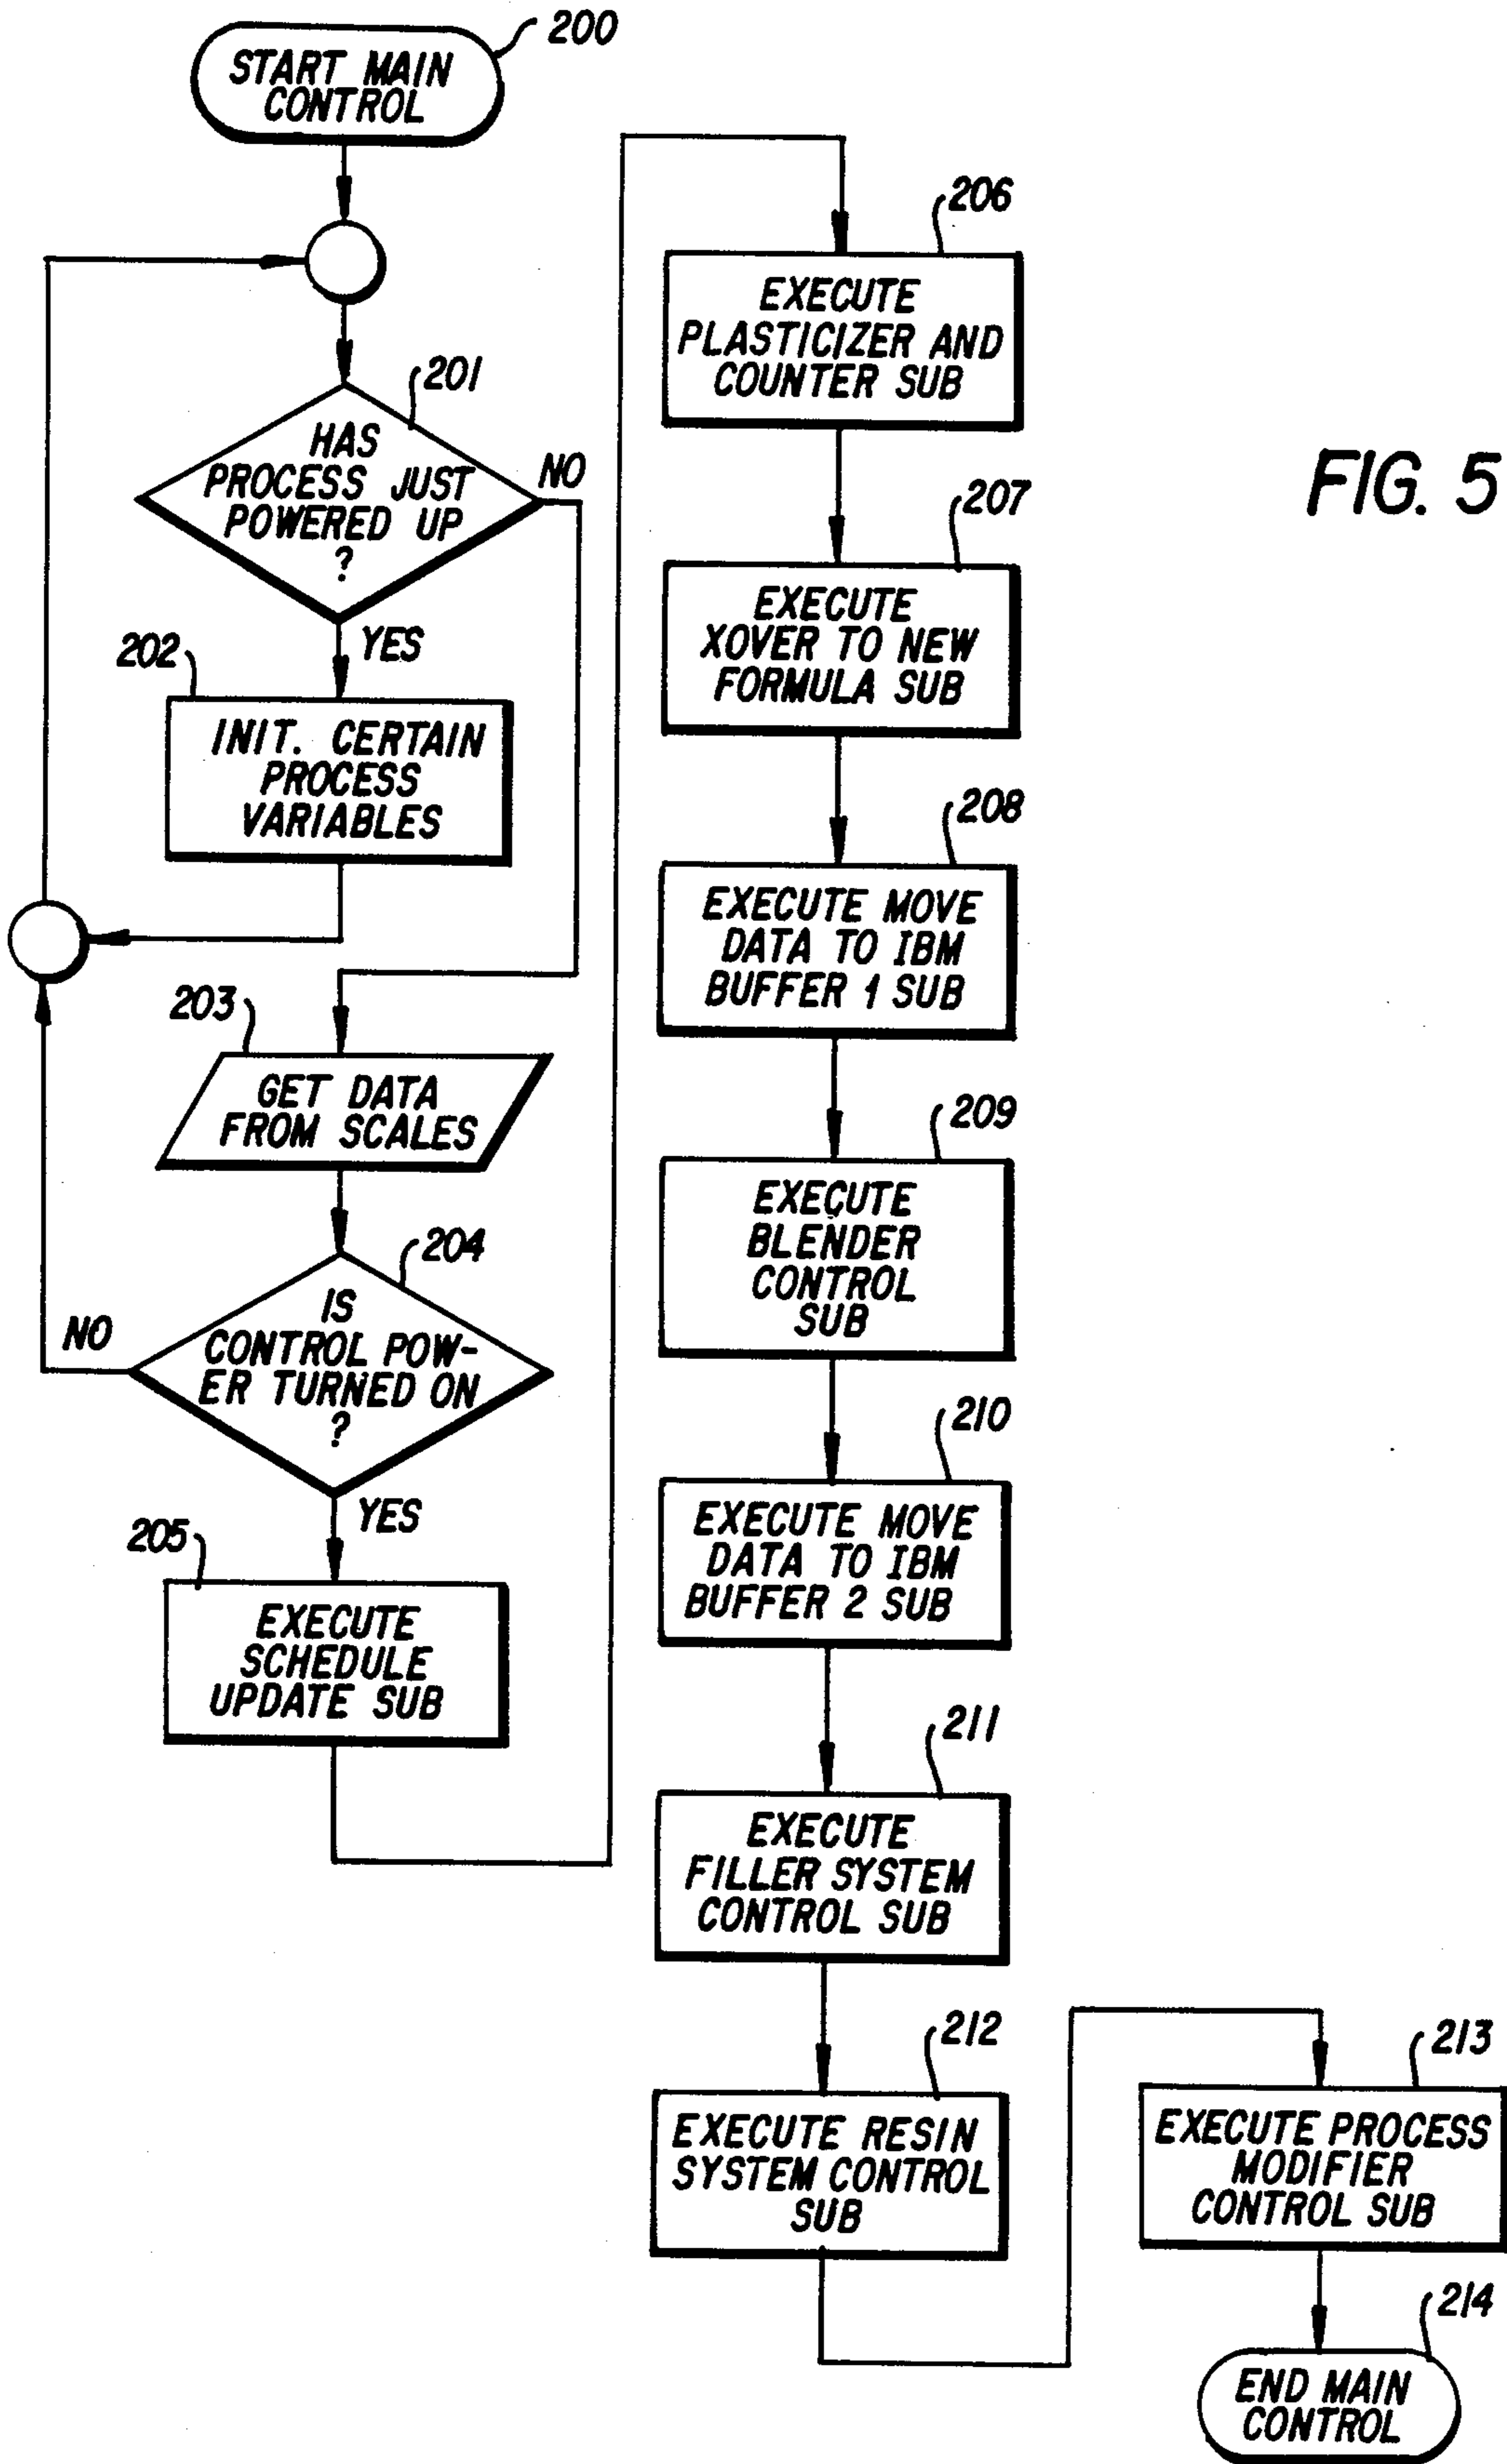 200
START MAIN
CONTROL
201
HAS
PROCESS JUST
POWERED UP
?
NO
YES
202
INIT. CERTAIN
PROCESS
VARIABLES
203
GET DATA
FROM SCALES
204
IS
CONTROL POW-
ER TURNED ON
?
NO
YES
205
EXECUTE
SCHEDULE
UPDATE SUB
206
EXECUTE
PLASTICIZER AND
COUNTER SUB
207
EXECUTE
XOVER TO NEW
FORMULA SUB
208
EXECUTE MOVE
DATA TO IBM
BUFFER 1 SUB
209
EXECUTE
BLENDER
CONTROL
SUB
210
EXECUTE MOVE
DATA TO IBM
BUFFER 2 SUB
211
EXECUTE
FILLER SYSTEM
CONTROL SUB
212
EXECUTE RESIN
SYSTEM CONTROL
SUB
213
EXECUTE PROCESS
MODIFIER
CONTROL SUB
214
END MAIN
CONTROL
FIG. 5